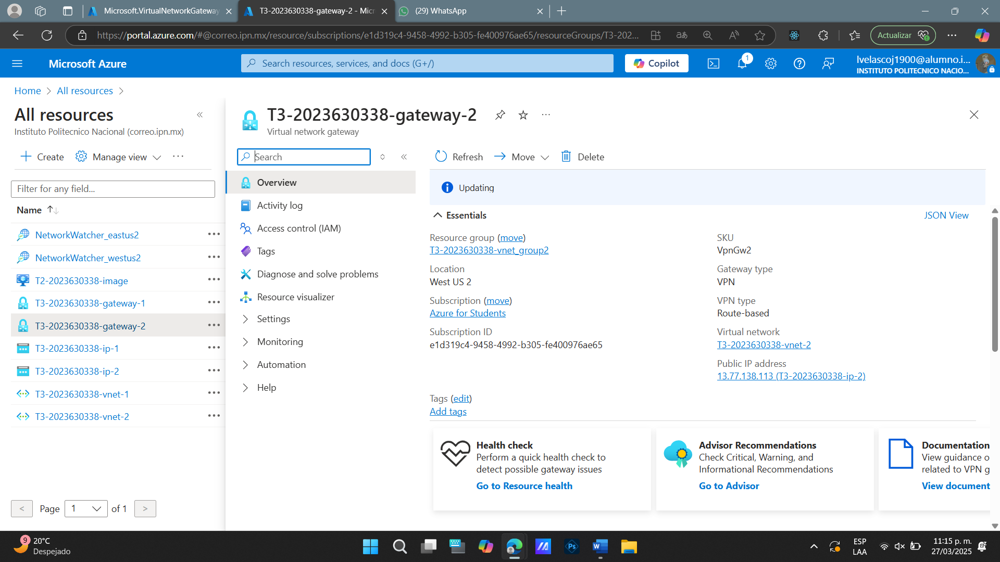 Microsoft.VirtualNetworkGateway
T3-2023630338-gateway-2 - Micr
(29) WhatsApp
https://portal.azure.com/#@correo.ipn.mx/resource/subscriptions/e1d319c4-9458-4992-b305-fe400976ae65/resourceGroups/T3-202...
Actualizar
Microsoft Azure
Search resources, services, and docs (G+/)
Copilot
1
lvelascoj1900@alumno.i...
INSTITUTO POLITECNICO NACIO...
Home > All resources >
All resources
Instituto Politecnico Nacional (correo.ipn.mx)
Create
Manage view
Filter for any field...
Name
NetworkWatcher_eastus2
NetworkWatcher_westus2
T2-2023630338-image
T3-2023630338-gateway-1
T3-2023630338-gateway-2
T3-2023630338-ip-1
T3-2023630338-ip-2
T3-2023630338-vnet-1
T3-2023630338-vnet-2
< Page 1 of 1 >
T3-2023630338-gateway-2
Virtual network gateway
Search
Overview
Activity log
Access control (IAM)
Tags
Diagnose and solve problems
Resource visualizer
Settings
Monitoring
Automation
Help
Refresh
Move
Delete
Updating
Essentials
JSON View
Resource group (move)
T3-2023630338-vnet_group2
Location
West US 2
Subscription (move)
Azure for Students
Subscription ID
e1d319c4-9458-4992-b305-fe400976ae65
SKU
VpnGw2
Gateway type
VPN
VPN type
Route-based
Virtual network
T3-2023630338-vnet-2
Public IP address
13.77.138.113 (T3-2023630338-ip-2)
Tags (edit)
Add tags
Health check
Perform a quick health check to
detect possible gateway issues
Go to Resource health
Advisor Recommendations
Check Critical, Warning, and
Informational Recommendations
Go to Advisor
Documentation
View guidance o
related to VPN g
View document
9
20°C
Despejado
Ps
W
ESP
LAA
11:15 p. m.
27/03/2025